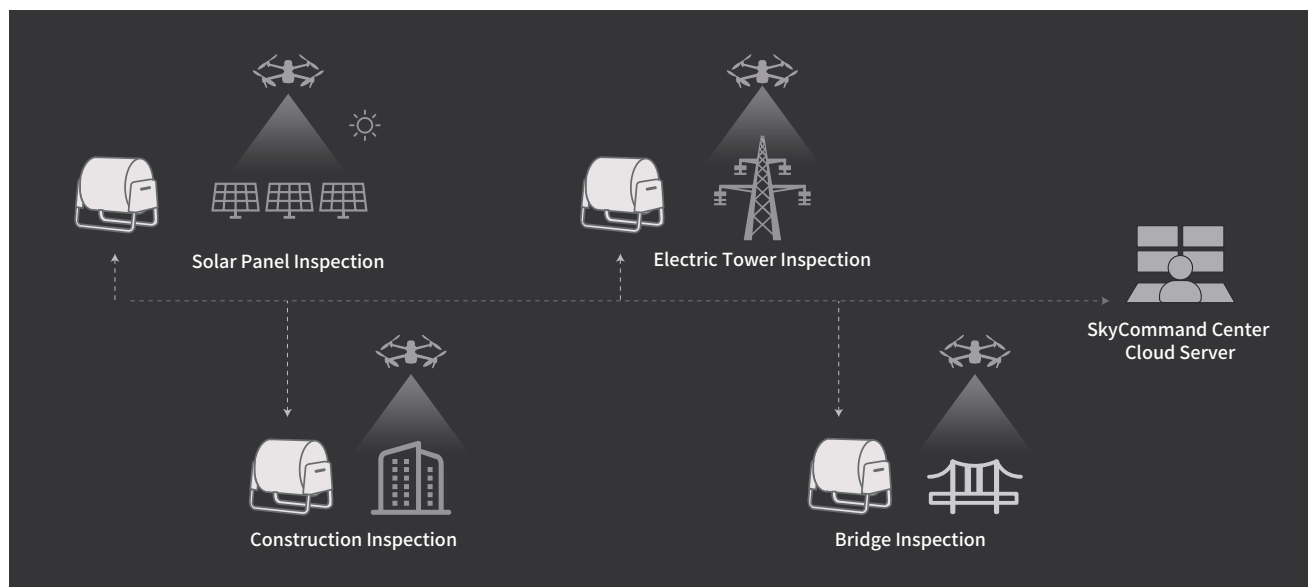 Solar Panel Inspection
Electric Tower Inspection
SkyCommand Center
Cloud Server
Construction Inspection
Bridge Inspection